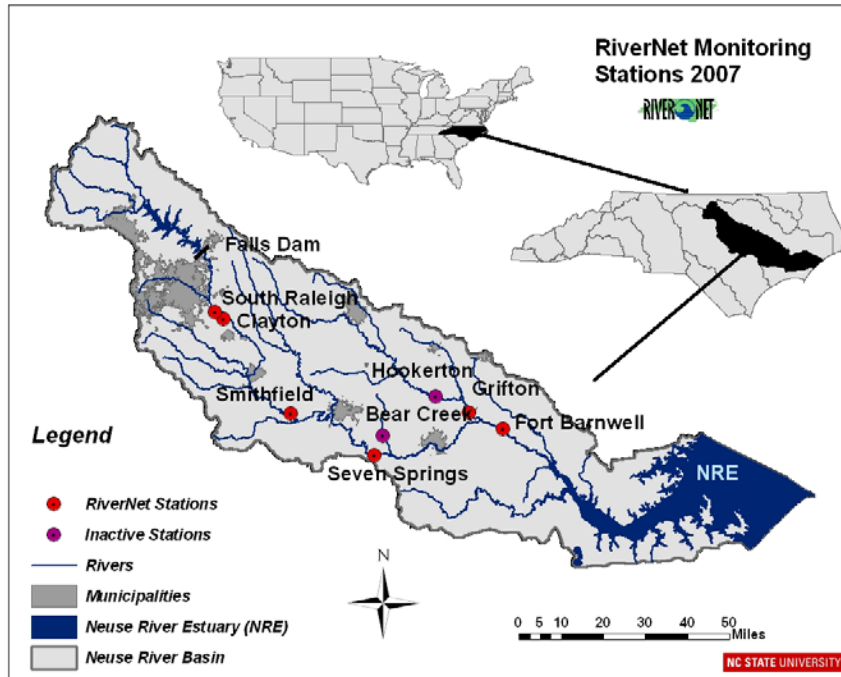 RiverNet Monitoring
Stations 2007
RIVER NET
Falls Dam
South Raleigh
Clayton
Hookerton
Grifton
Smithfield
Bear Creek
Fort Barnwell
Seven Springs
NRE
Legend
RiverNet Stations
Inactive Stations
Rivers
Municipalities
Neuse River Estuary (NRE)
Neuse River Basin
N
0 5 10 20 30 40 50
Miles
NC STATE UNIVERSITY